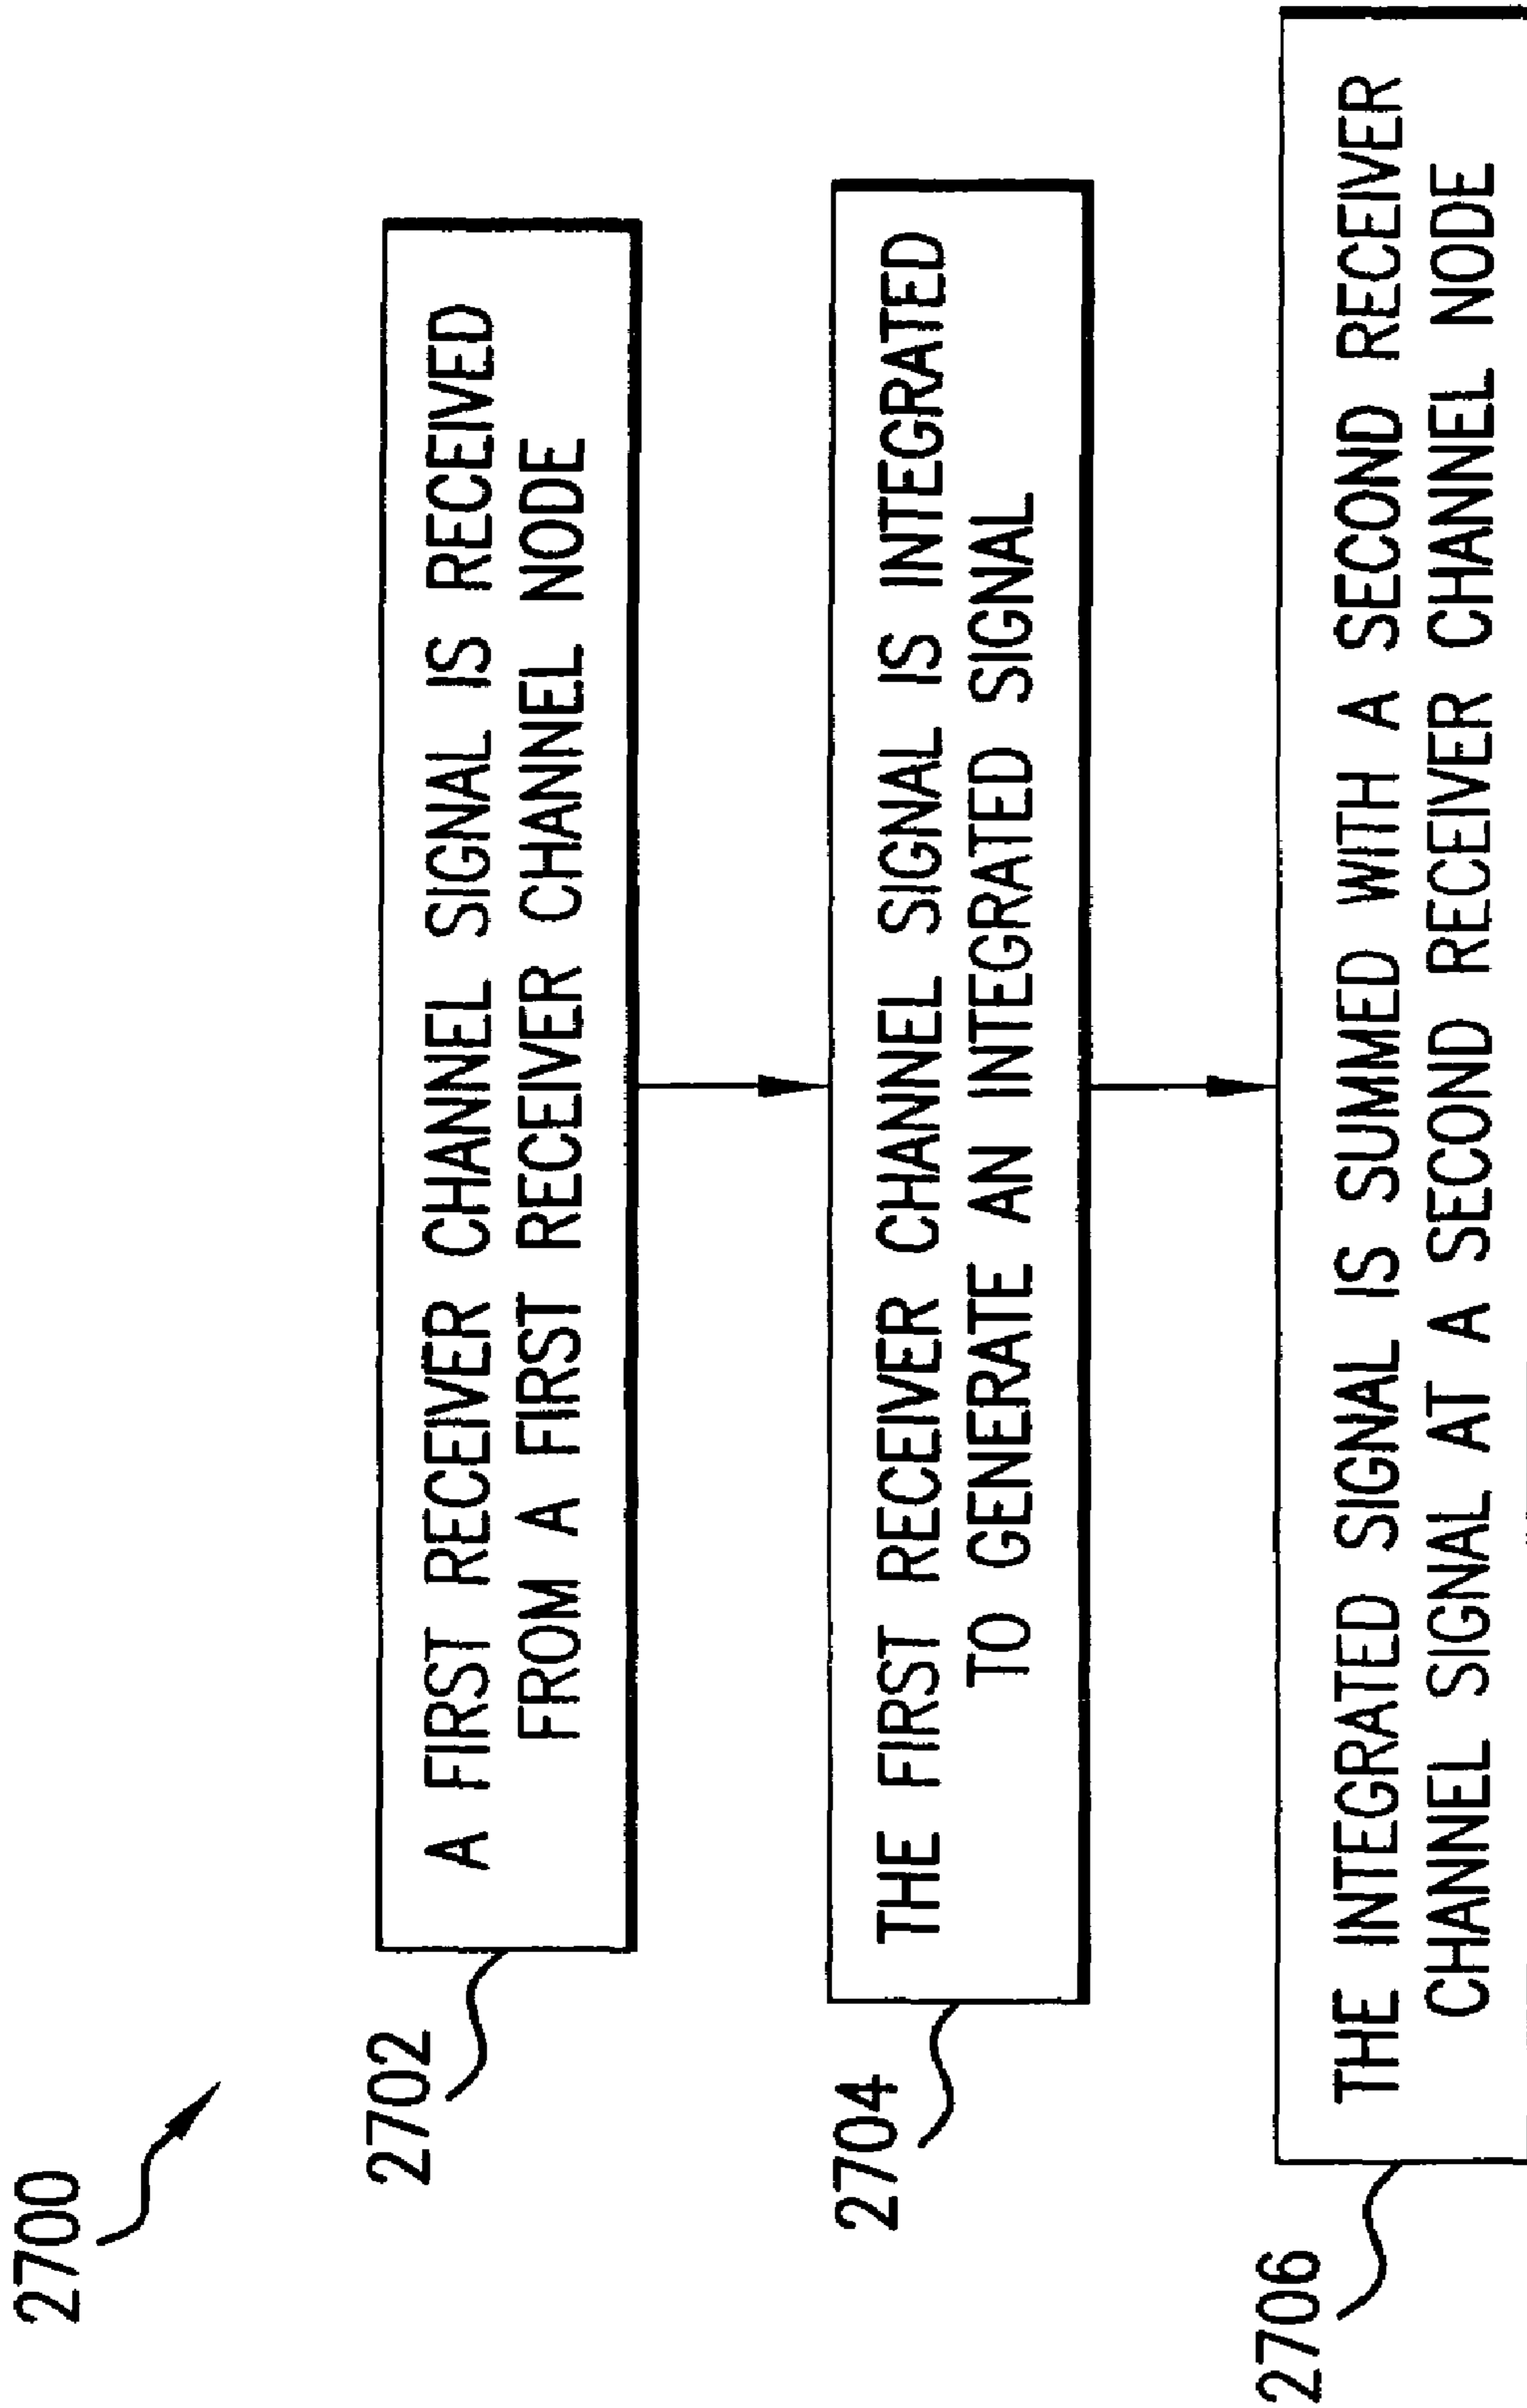 2700
2702
A FIRST RECEIVER CHANNEL SIGNAL IS RECEIVED
FROM A FIRST RECEIVER CHANNEL NODE
2704
THE FIRST RECEIVER CHANNEL SIGNAL IS INTEGRATED
TO GENERATE AN INTEGRATED SIGNAL
2706
THE INTEGRATED SIGNAL IS SUMMED WITH A SECOND RECEIVER
CHANNEL SIGNAL AT A SECOND RECEIVER CHANNEL NODE